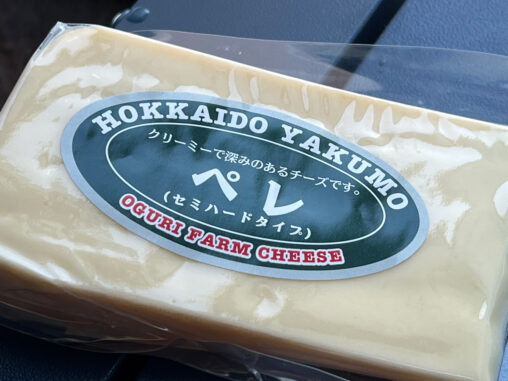 HOKKAIDO YAKUMO
クリーミーで深みのあるチーズです。
ペレ
(セミハードタイプ)
OGURI FARM CHEESE